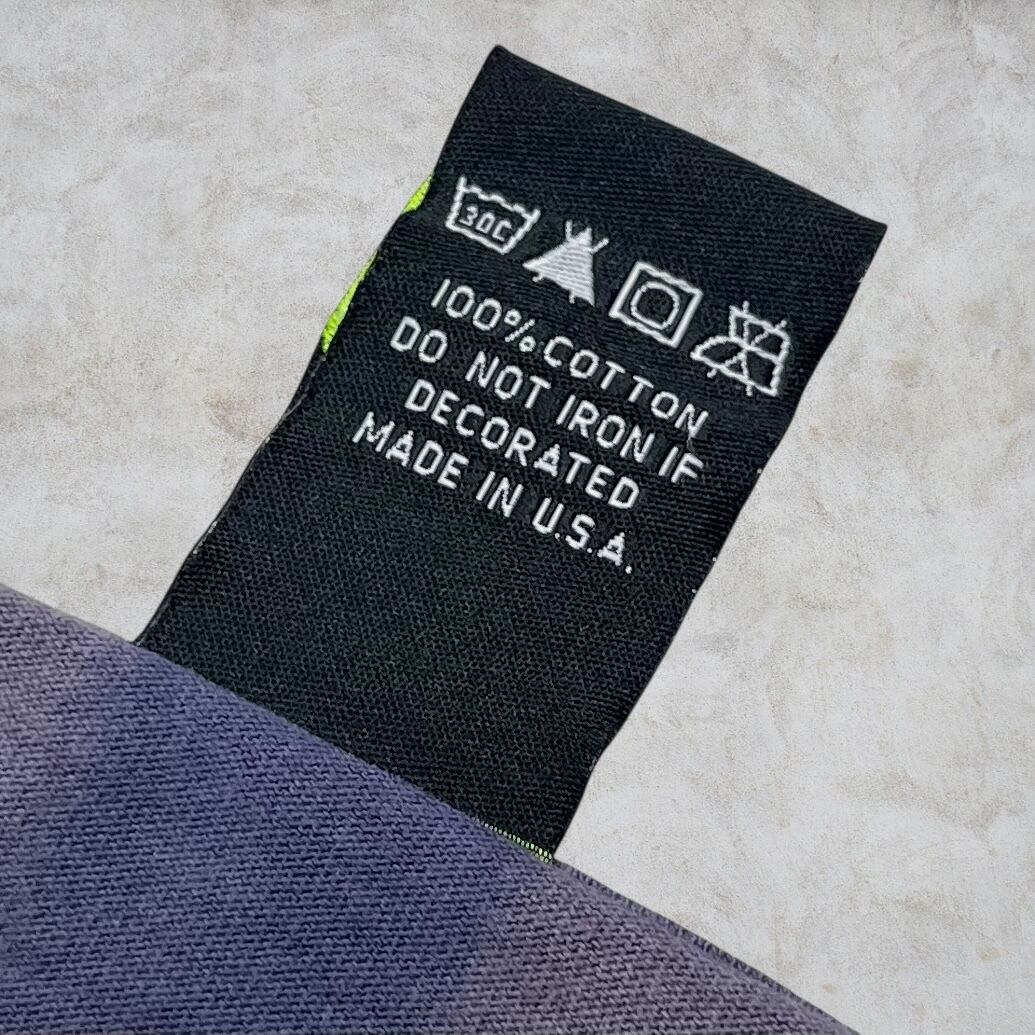 30C
100% COTTON
DO NOT IRON IF
DECORATED
MADE IN U.S.A.